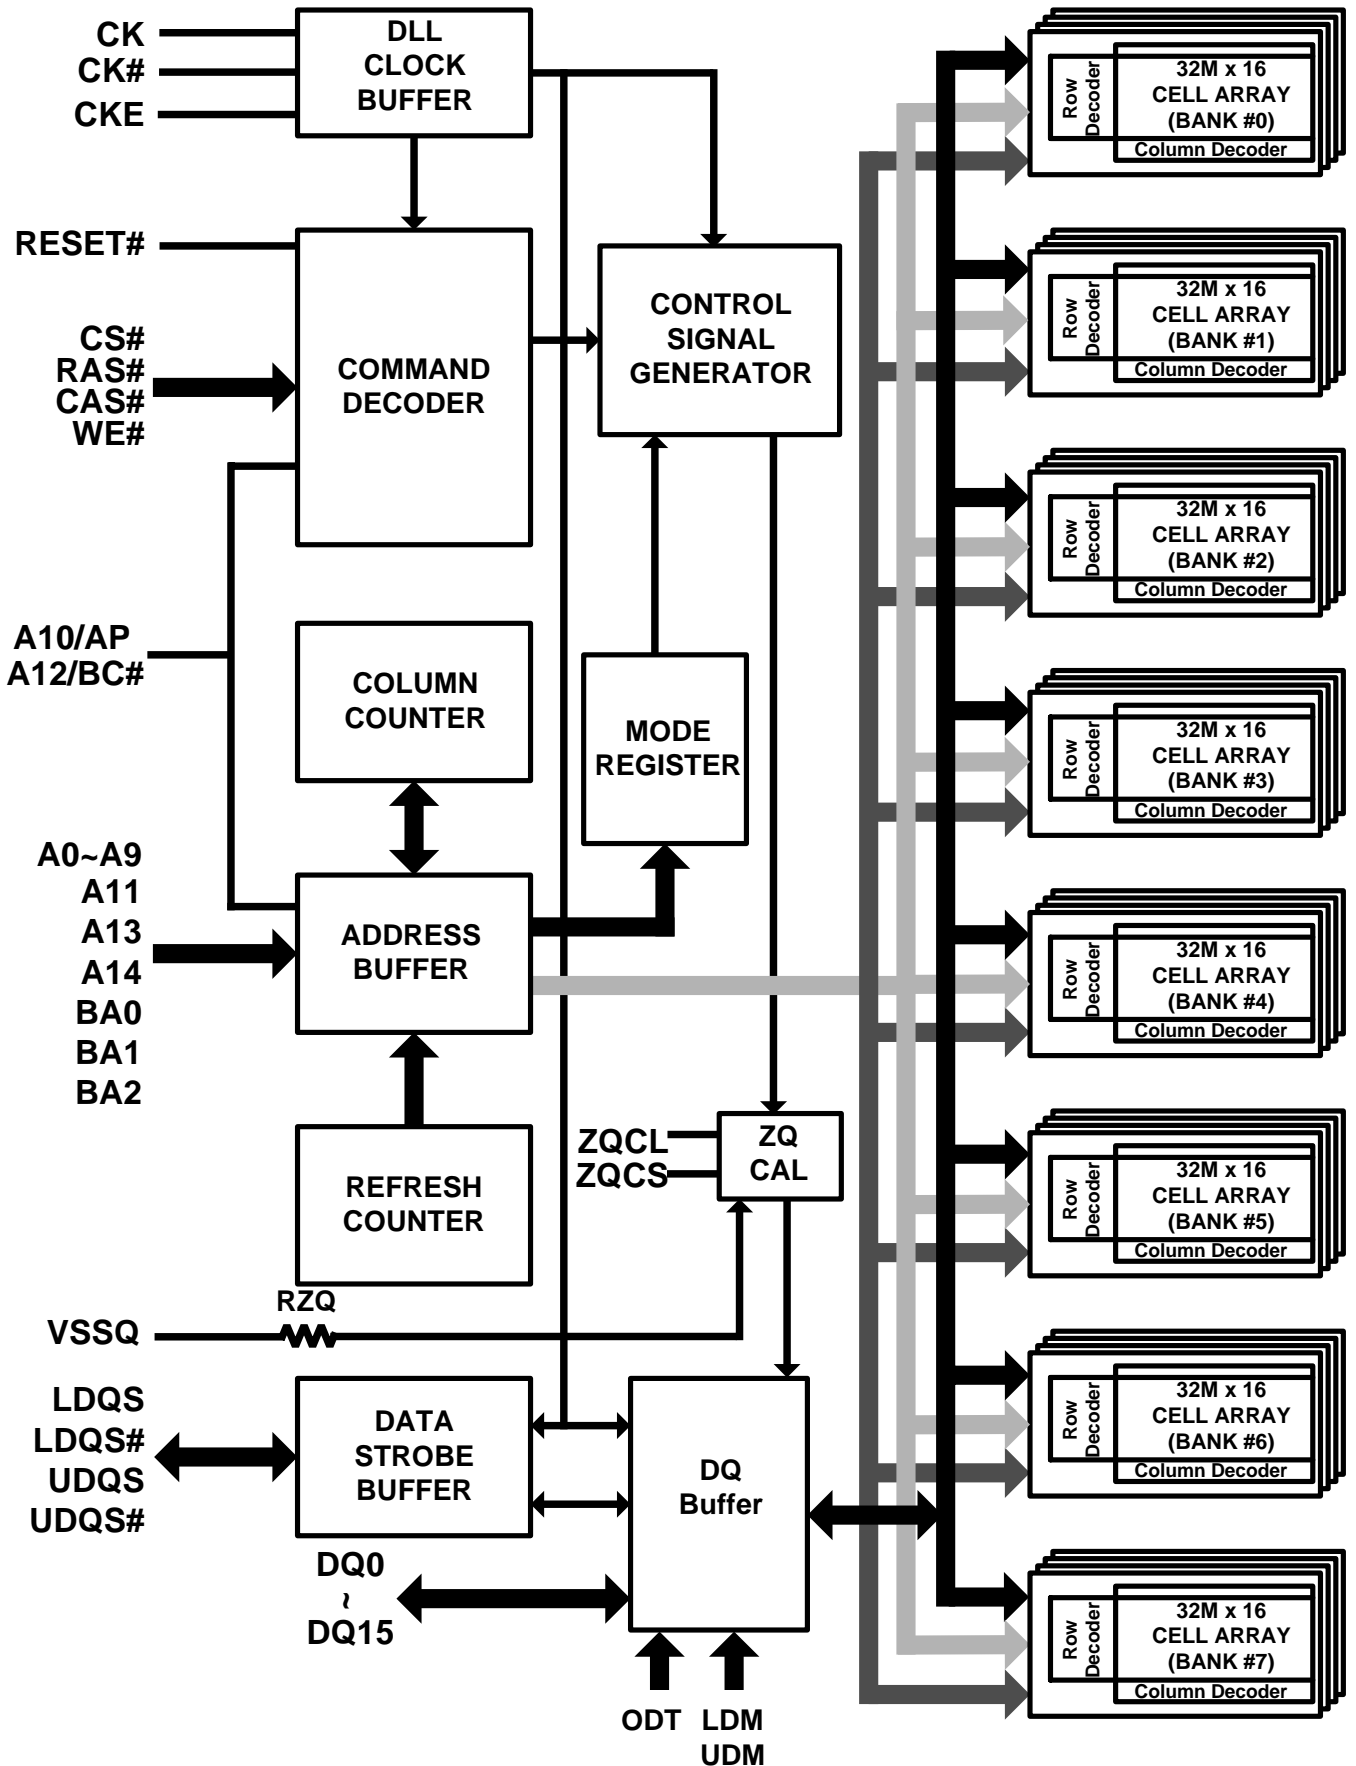 CK
CK#
CKE
DLL
CLOCK
BUFFER
RESET#
CS#
RAS#
CAS#
WE#
COMMAND
DECODER
CONTROL
SIGNAL
GENERATOR
A10/AP
A12/BC#
COLUMN
COUNTER
MODE
REGISTER
A0~A9
A11
A13
A14
BA0
BA1
BA2
ADDRESS
BUFFER
REFRESH
COUNTER
ZQCL
ZQCS
ZQ
CAL
RZQ
VSSQ
LDQS
LDQS#
UDQS
UDQS#
DATA
STROBE
BUFFER
DQ
Buffer
DQ0
~
DQ15
ODT
LDM
UDM
Row
Decoder
32M x 16
CELL ARRAY
(BANK #0)
Column Decoder
Row
Decoder
32M x 16
CELL ARRAY
(BANK #1)
Column Decoder
Row
Decoder
32M x 16
CELL ARRAY
(BANK #2)
Column Decoder
Row
Decoder
32M x 16
CELL ARRAY
(BANK #3)
Column Decoder
Row
Decoder
32M x 16
CELL ARRAY
(BANK #4)
Column Decoder
Row
Decoder
32M x 16
CELL ARRAY
(BANK #5)
Column Decoder
Row
Decoder
32M x 16
CELL ARRAY
(BANK #6)
Column Decoder
Row
Decoder
32M x 16
CELL ARRAY
(BANK #7)
Column Decoder